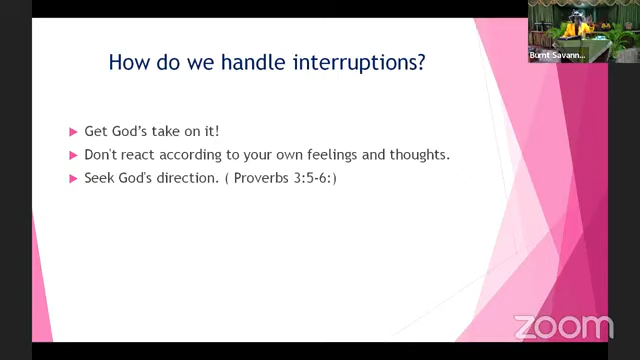 Burnt Savann...
How do we handle interruptions?
Get God's take on it!
Don't react according to your own feelings and thoughts.
Seek God's direction. ( Proverbs 3:5-6:)
zoom